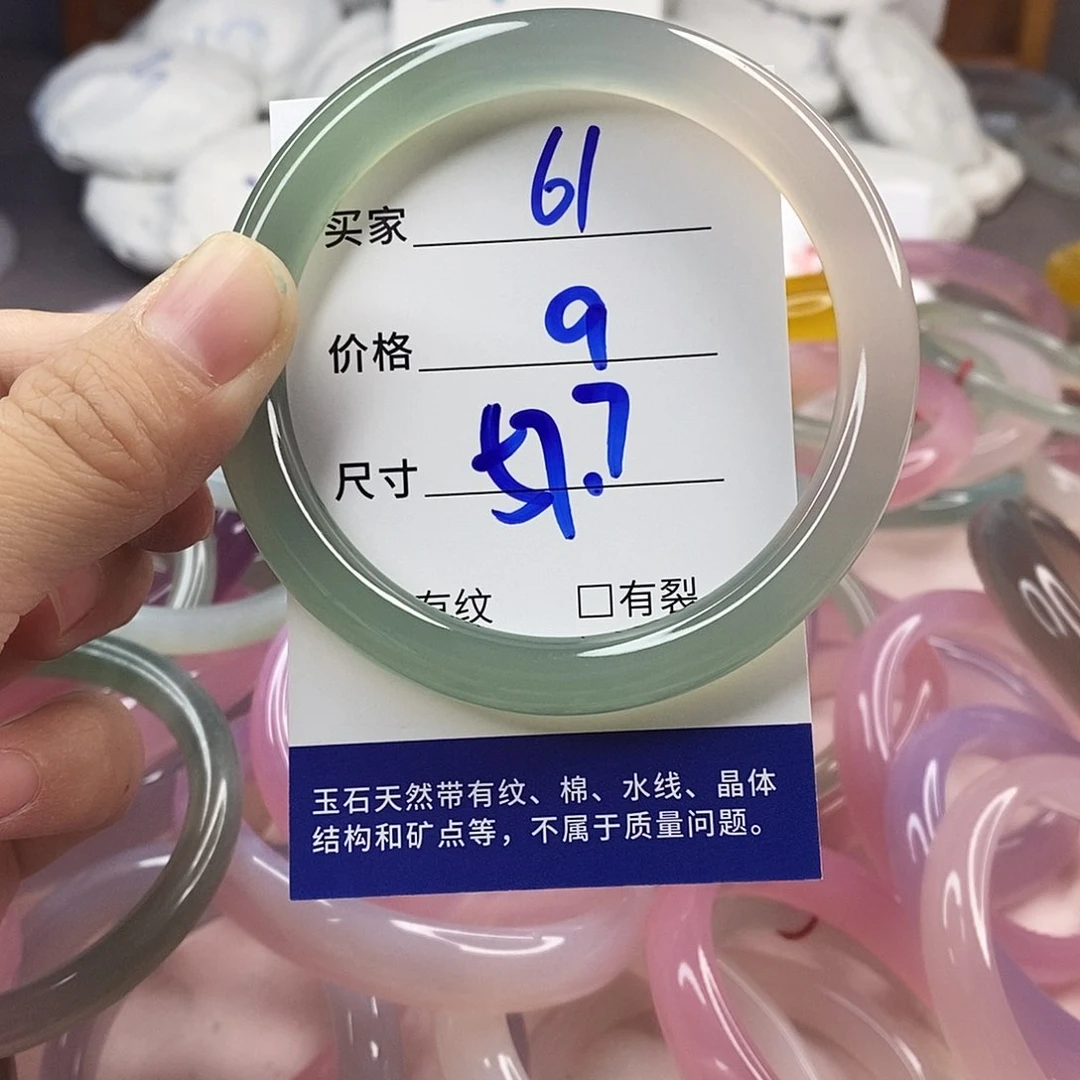 买家 61
价格 9
尺寸 57.7
有纹 □有裂
玉石天然带有纹、棉、水线、晶体
结构和矿点等，不属于质量问题。